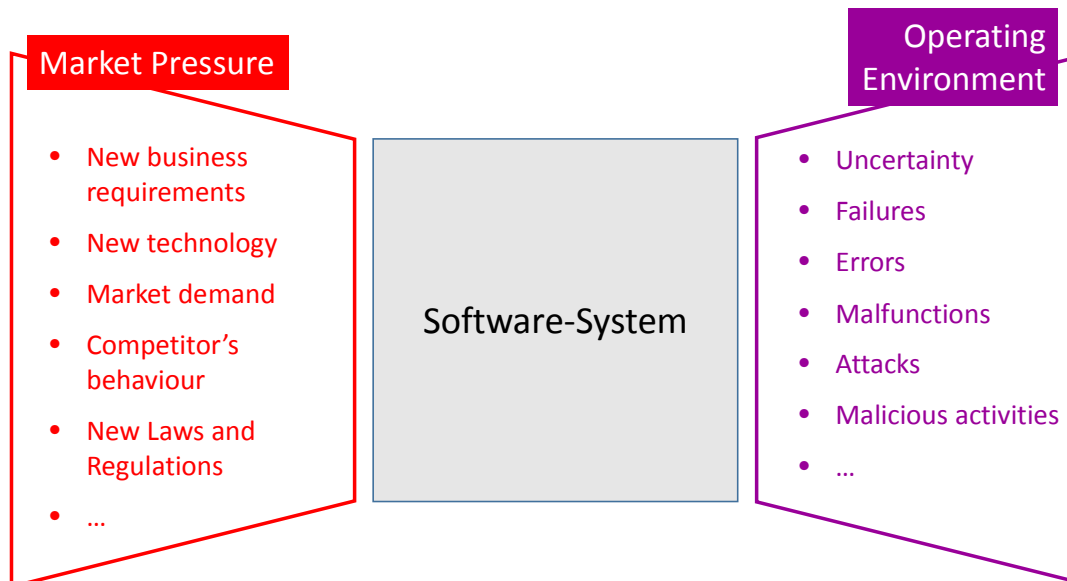 Market Pressure
• New business
requirements
• New technology
• Market demand
• Competitor’s
behaviour
• New Laws and
Regulations
• ...
Software-System
Operating
Environment
• Uncertainty
• Failures
• Errors
• Malfunctions
• Attacks
• Malicious activities
• ...